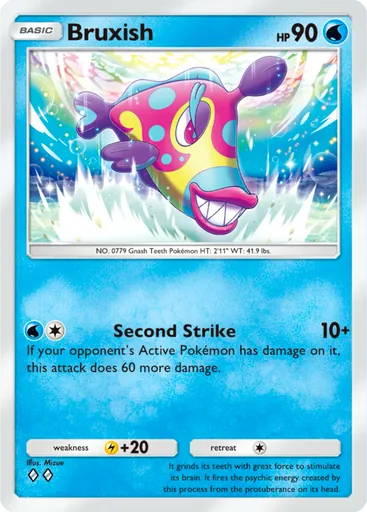 BASIC Bruxish HP 90
NO. 0779 Gnash Teeth Pokémon HT: 2'11" WT: 41.9 lbs.
Second Strike 10+
If your opponent's Active Pokémon has damage on it,
this attack does 60 more damage.
weakness +20 retreat
Illus. Mizue
It grinds its teeth with great force to stimulate
its brain. It fires the psychic energy created by
this process from the protuberance on its head.